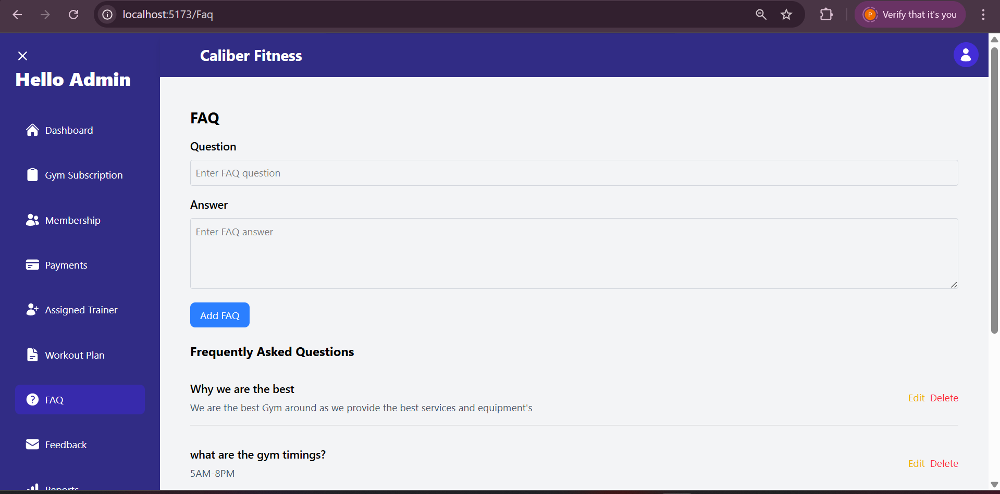 localhost:5173/Faq
P Verify that it's you
Hello Admin
Dashboard
Gym Subscription
Membership
Payments
Assigned Trainer
Workout Plan
FAQ
Feedback
Reports
Caliber Fitness
FAQ
Question
Enter FAQ question
Answer
Enter FAQ answer
Add FAQ
Frequently Asked Questions
Why we are the best
We are the best Gym around as we provide the best services and equipment's
Edit Delete
what are the gym timings?
5AM-8PM
Edit Delete